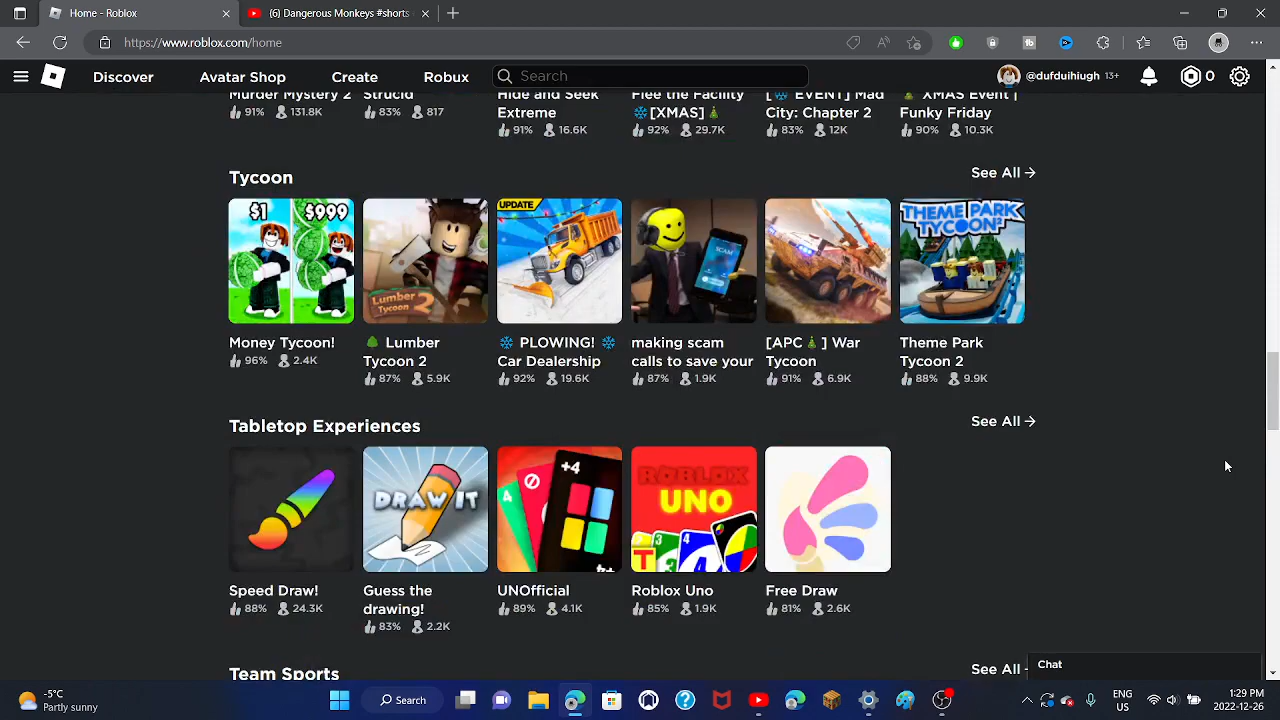 Home - Roblox
(6) Dangerous Monkeys #shorts
https://www.roblox.com/home
Discover
Avatar Shop
Create
Robux
Search
@dufduihiugh 13+
0
Murder Mystery 2
91% 131.8K
Strucid
83% 817
Hide and Seek
Extreme
91% 16.6K
Flee the Facility
❄[XMAS]🎄
92% 29.7K
[❄ EVENT] Mad
City: Chapter 2
83% 12K
🎄 XMAS Event |
Funky Friday
90% 10.3K
Tycoon
See All →
$1 $999
Lumber
Tycoon 2
UPDATE
SCAM
THEME PARK
TYCOON
Money Tycoon!
96% 2.4K
🌳 Lumber
Tycoon 2
87% 5.9K
❄ PLOWING! ❄
Car Dealership
92% 19.6K
making scam
calls to save your
87% 1.9K
[APC🎄] War
Tycoon
91% 6.9K
Theme Park
Tycoon 2
88% 9.9K
Tabletop Experiences
See All →
DRAW IT
4
+4
ROBLOX
UNO
Speed Draw!
88% 24.3K
Guess the
drawing!
83% 2.2K
UNOfficial
89% 4.1K
Roblox Uno
85% 1.9K
Free Draw
81% 2.6K
Team Sports
See All
Chat
-5°C
Partly sunny
Search
ENG
US
1:29 PM
2022-12-26